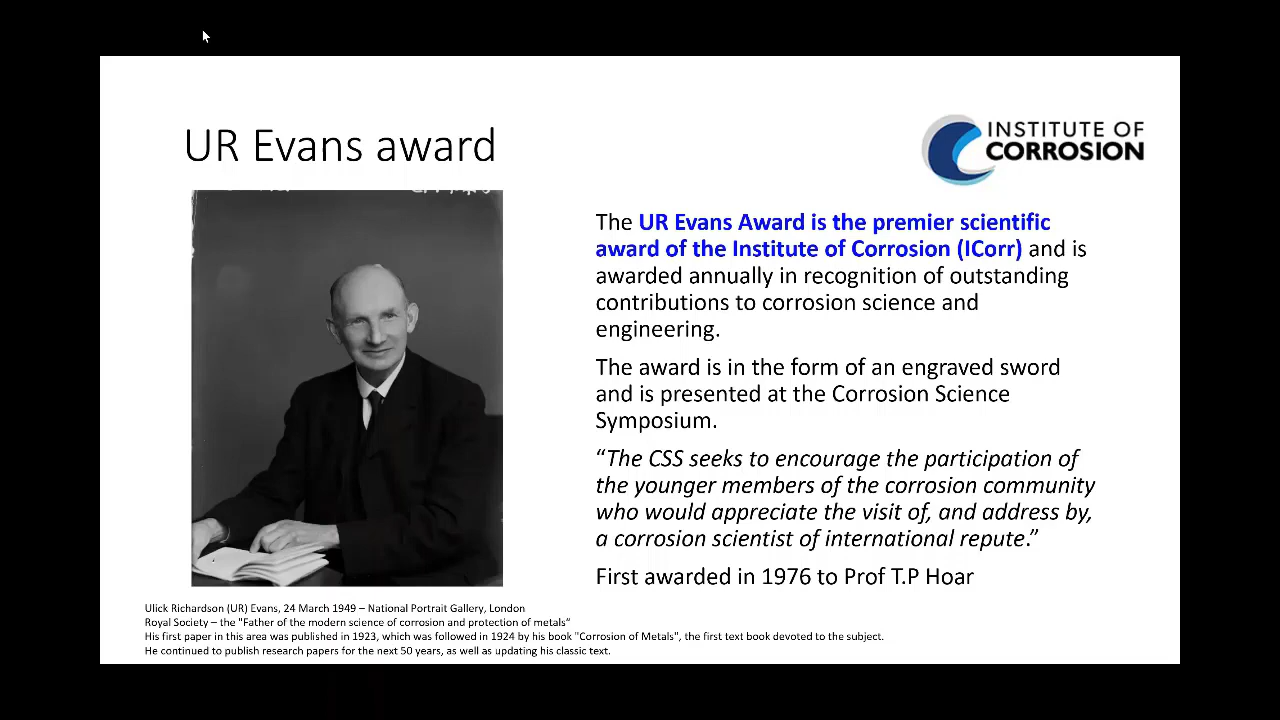 UR Evans award
INSTITUTE OF
CORROSION
The UR Evans Award is the premier scientific
award of the Institute of Corrosion (ICorr) and is
awarded annually in recognition of outstanding
contributions to corrosion science and
engineering.
The award is in the form of an engraved sword
and is presented at the Corrosion Science
Symposium.
“The CSS seeks to encourage the participation of
the younger members of the corrosion community
who would appreciate the visit of, and address by,
a corrosion scientist of international repute.”
First awarded in 1976 to Prof T.P Hoar
Ulick Richardson (UR) Evans, 24 March 1949 – National Portrait Gallery, London
Royal Society – the "Father of the modern science of corrosion and protection of metals“
His first paper in this area was published in 1923, which was followed in 1924 by his book "Corrosion of Metals", the first text book devoted to the subject.
He continued to publish research papers for the next 50 years, as well as updating his classic text.